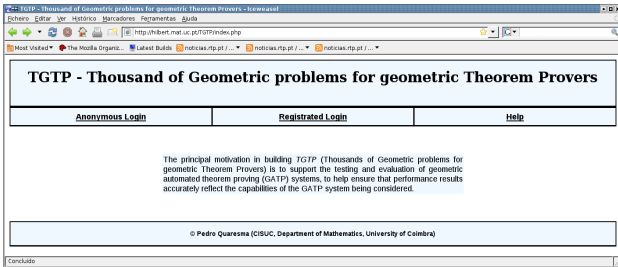 TGTP - Thousand of Geometric problems for geometric Theorem Provers - Iceweasel
Ficheiro Editar Ver Histórico Marcadores Ferramentas Ajuda
http://hilbert.mat.uc.pt/TGTP/index.php
Most Visited The Mozilla Organiz... Latest Builds noticias.rtp.pt / ... noticias.rtp.pt / ... noticias.rtp.pt / ...
TGTP - Thousand of Geometric problems for geometric Theorem Provers
Anonymous Login Registrated Login Help
The principal motivation in building TGTP (Thousands of Geometric problems for
geometric Theorem Provers) is to support the testing and evaluation of geometric
automated theorem proving (GATP) systems, to help ensure that performance results
accurately reflect the capabilities of the GATP system being considered.
© Pedro Quaresma (CISUC, Department of Mathematics, University of Coimbra)
Concluído